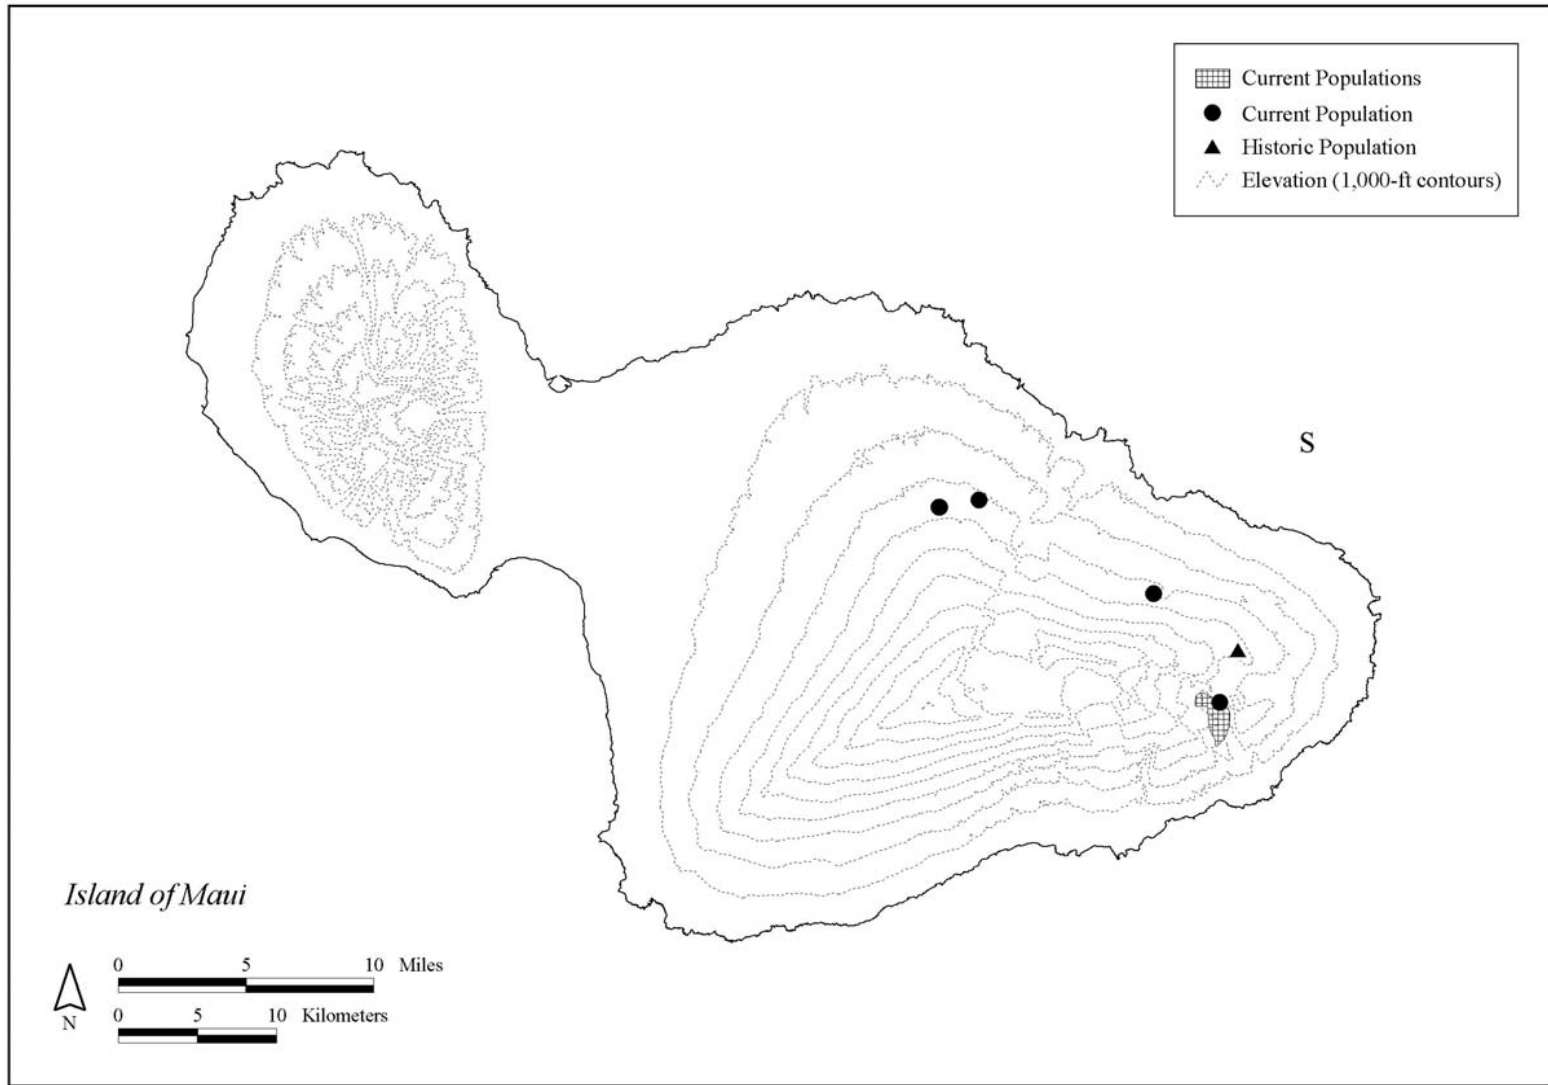 Current Populations
Current Population
Historic Population
Elevation (1,000-ft contours)
S
Island of Maui
0 5 10 Miles
0 5 10 Kilometers
N